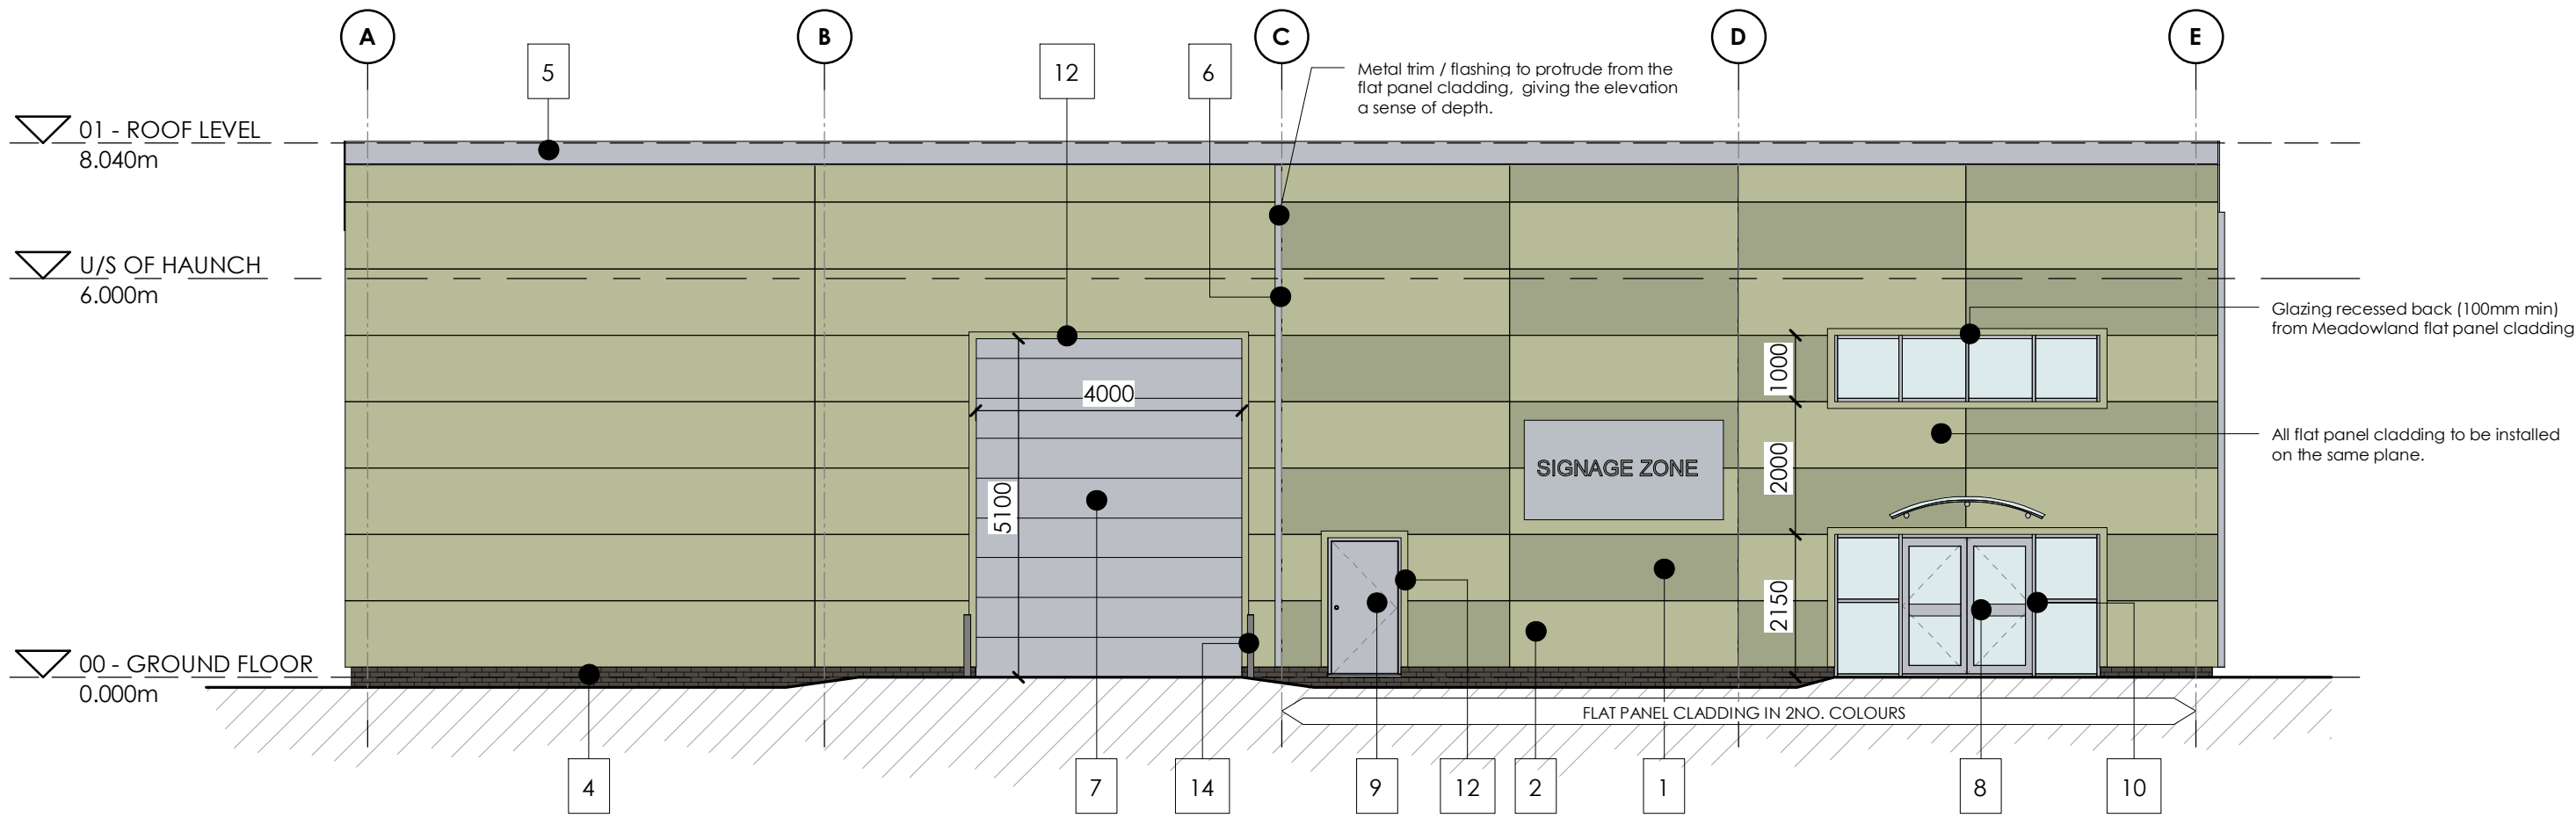 A
B
C
D
E
5
12
6
Metal trim / flashing to protrude from the
flat panel cladding, giving the elevation
a sense of depth.
01 - ROOF LEVEL
8.040m
U/S OF HAUNCH
6.000m
Glazing recessed back (100mm min)
from Meadowland flat panel cladding
1000
4000
All flat panel cladding to be installed
on the same plane.
2000
SIGNAGE ZONE
5100
2150
00 - GROUND FLOOR
0.000m
FLAT PANEL CLADDING IN 2NO. COLOURS
4
7
14
9
12
2
1
8
10